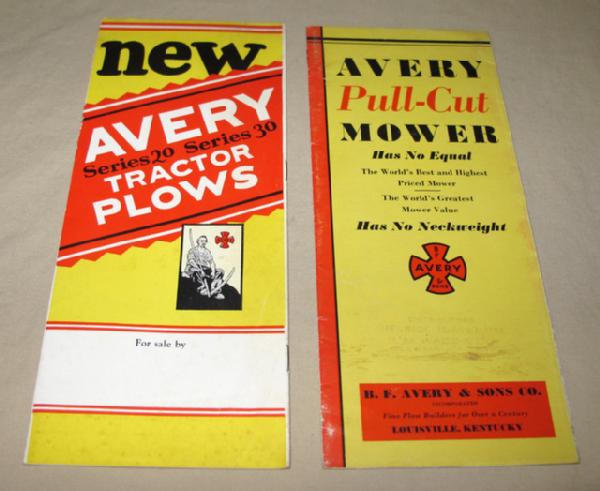 new
AVERY
Series 20 Series 30
TRACTOR
PLOWS
For sale by
AVERY
Pull-Cut
MOWER
Has No Equal
The World's Best and Highest
Priced Mower
The World's Greatest
Mower Value
Has No Neckweight
B.F.
AVERY
& SONS
B. F. AVERY & SONS CO.
INCORPORATED
Fine Plow Builders for Over a Century
LOUISVILLE, KENTUCKY